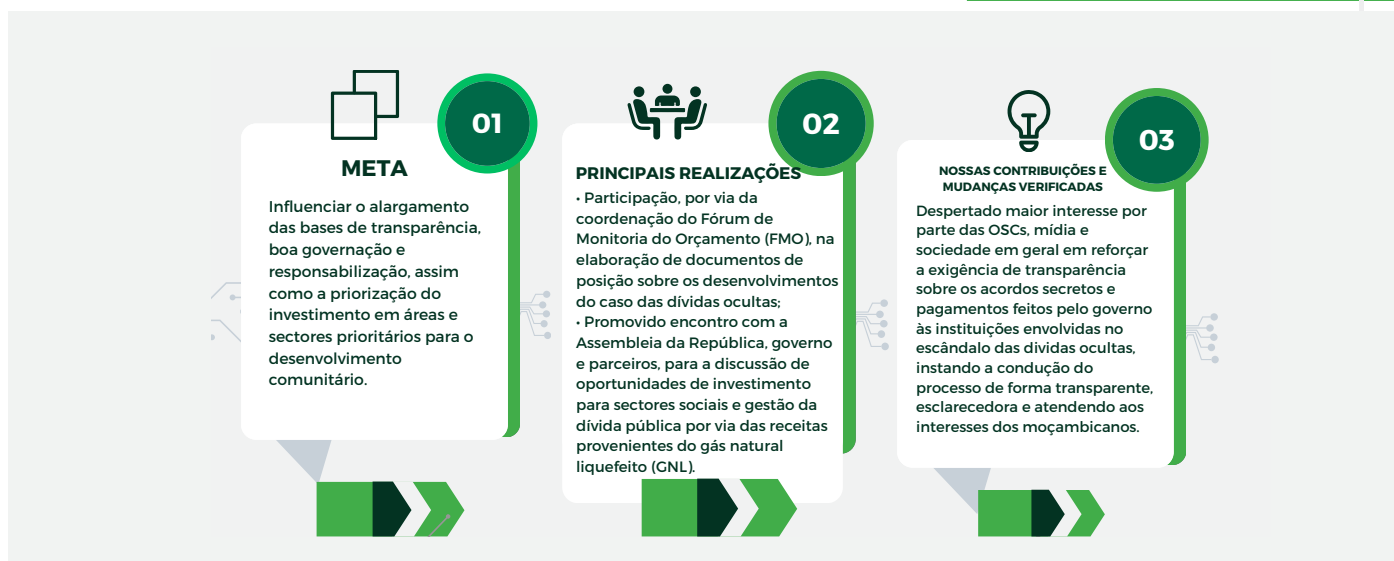 01
META
Influenciar o alargamento
das bases de transparência,
boa governação e
responsabilização, assim
como a priorização do
investimento em áreas e
sectores prioritários para o
desenvolvimento
comunitário.
02
PRINCIPAIS REALIZAÇÕES
• Participação, por via da
coordenação do Fórum de
Monitoria do Orçamento (FMO), na
elaboração de documentos de
posição sobre os desenvolvimentos
do caso das dívidas ocultas;
• Promovido encontro com a
Assembleia da República, governo
e parceiros, para a discussão de
oportunidades de investimento
para sectores sociais e gestão da
dívida pública por via das receitas
provenientes do gás natural
liquefeito (GNL).
03
NOSSAS CONTRIBUIÇÕES E
MUDANÇAS VERIFICADAS
Despertado maior interesse por
parte das OSCs, mídia e
sociedade em geral em reforçar
a exigência de transparência
sobre os acordos secretos e
pagamentos feitos pelo governo
às instituições envolvidas no
escândalo das dividas ocultas,
instando a condução do
processo de forma transparente,
esclarecedora e atendendo aos
interesses dos moçambicanos.